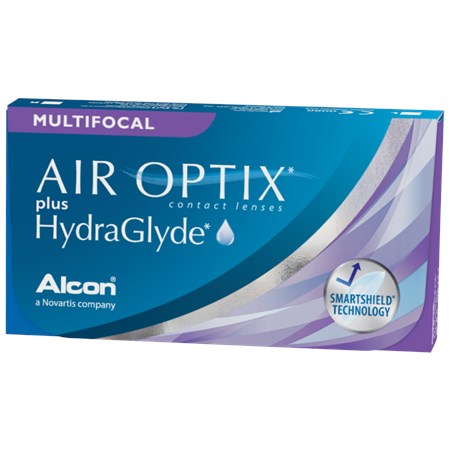 MULTIFOCAL
AIR OPTIX*
contact lenses
plus
HydraGlyde*
Alcon®
a Novartis company
SMARTSHIELD®
TECHNOLOGY